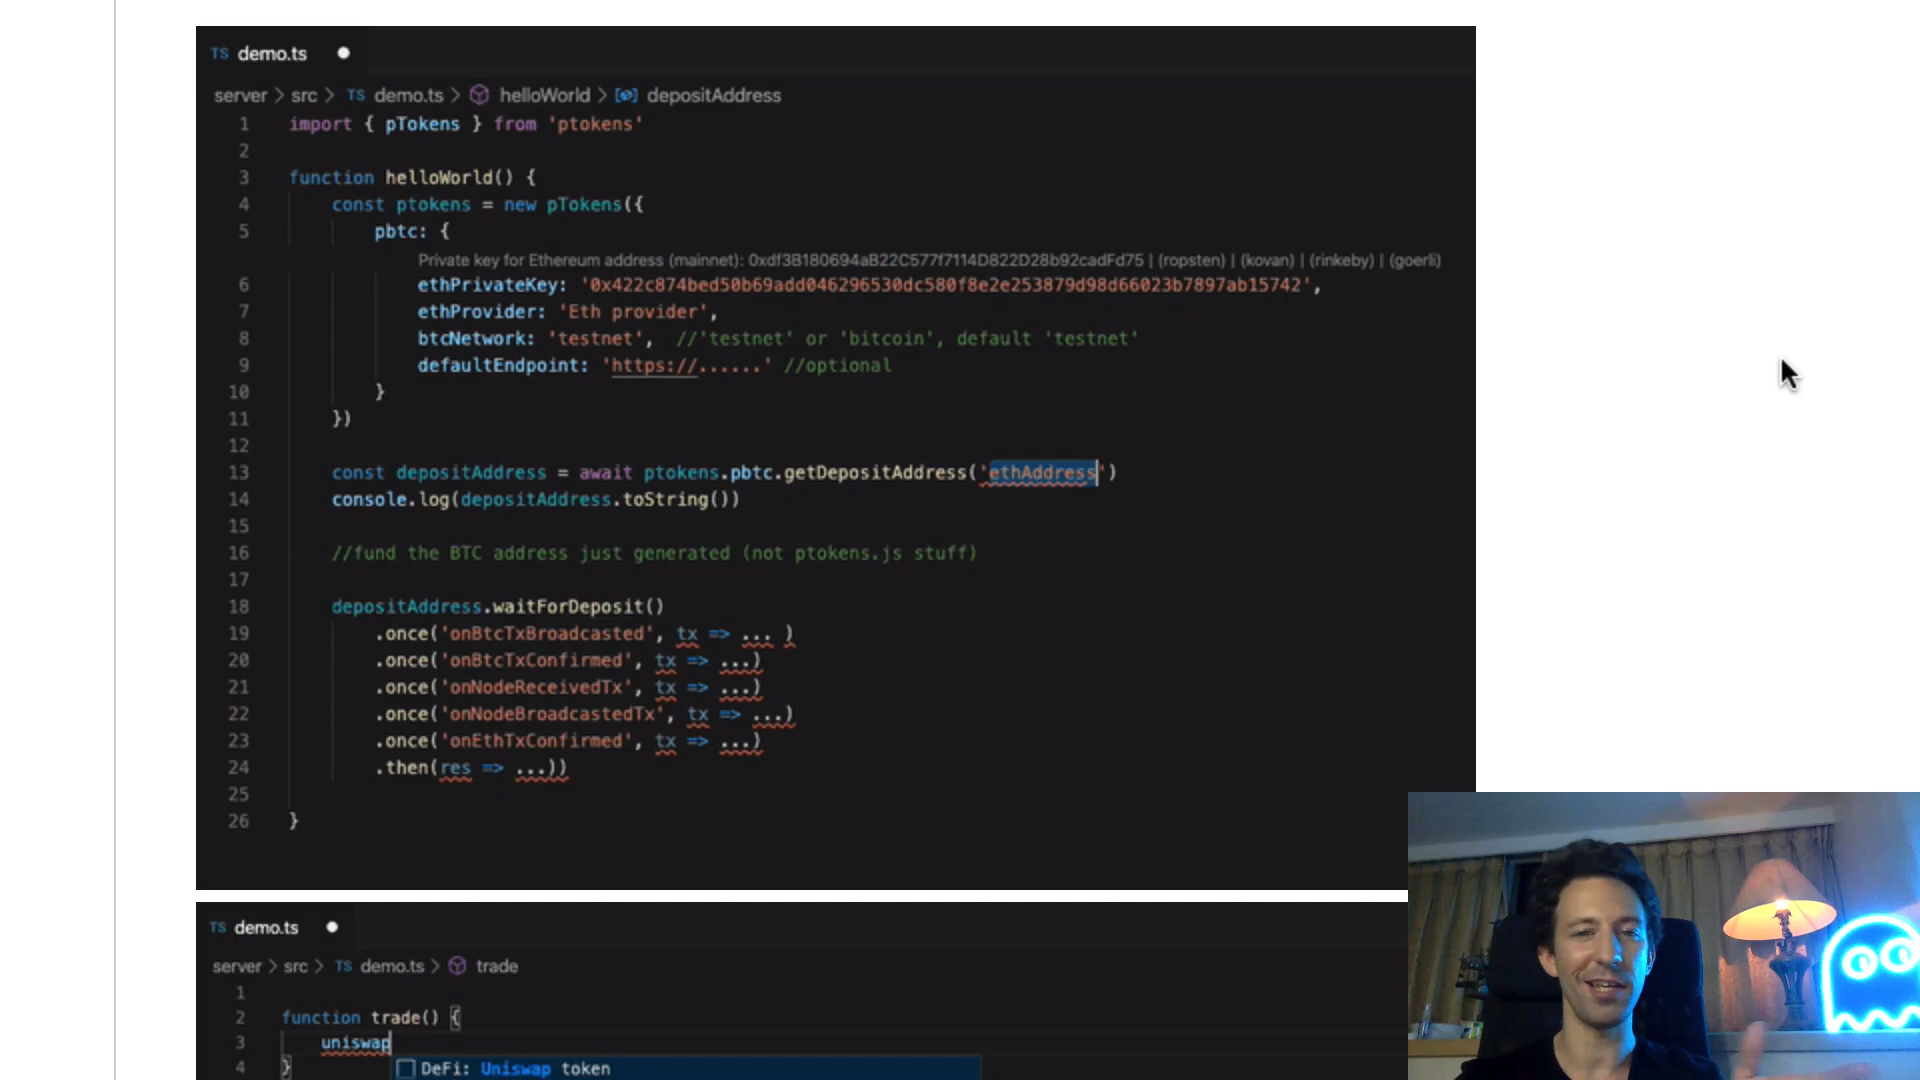 TS demo.ts
server > src > TS demo.ts > helloWorld > depositAddress
1 import { pTokens } from 'ptokens'
2
3 function helloWorld() {
4 const ptokens = new pTokens({
5 pbtc: {
Private key for Ethereum address (mainnet): 0xdf3B180694aB22C577f7114D822D28b92cadFd75 | (ropsten) | (kovan) | (rinkeby) | (goerli)
6 ethPrivateKey: '0x422c874bed50b69add046296530dc580f8e2e253879d98d66023b7897ab15742',
7 ethProvider: 'Eth provider',
8 btcNetwork: 'testnet', //'testnet' or 'bitcoin', default 'testnet'
9 defaultEndpoint: 'https://......' //optional
10 }
11 })
12
13 const depositAddress = await ptokens.pbtc.getDepositAddress('ethAddress')
14 console.log(depositAddress.toString())
15
16 //fund the BTC address just generated (not ptokens.js stuff)
17
18 depositAddress.waitForDeposit()
19 .once('onBtcTxBroadcasted', tx => ... )
20 .once('onBtcTxConfirmed', tx => ...)
21 .once('onNodeReceivedTx', tx => ...)
22 .once('onNodeBroadcastedTx', tx => ...)
23 .once('onEthTxConfirmed', tx => ...)
24 .then(res => ...))
25
26 }
TS demo.ts
server > src > TS demo.ts > trade
1
2 function trade() {
3 uniswap
4 }
DeFi: Uniswap token